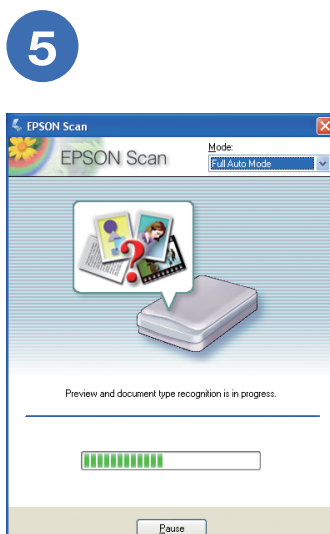 5
EPSON Scan
EPSON Scan
Mode:
Full Auto Mode
?
Preview and document type recognition is in progress.
Pause